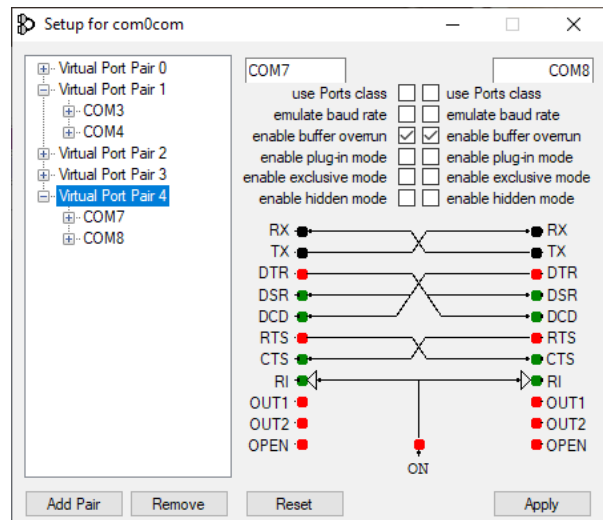 Setup for com0com
Virtual Port Pair 0
Virtual Port Pair 1
COM3
COM4
Virtual Port Pair 2
Virtual Port Pair 3
Virtual Port Pair 4
COM7
COM8
COM7 COM8
use Ports class use Ports class
emulate baud rate emulate baud rate
enable buffer overrun enable buffer overrun
enable plug-in mode enable plug-in mode
enable exclusive mode enable exclusive mode
enable hidden mode enable hidden mode
RX RX
TX TX
DTR DTR
DSR DSR
DCD DCD
RTS RTS
CTS CTS
RI RI
OUT1 OUT1
OUT2 OUT2
OPEN OPEN
ON
Add Pair Remove Reset Apply